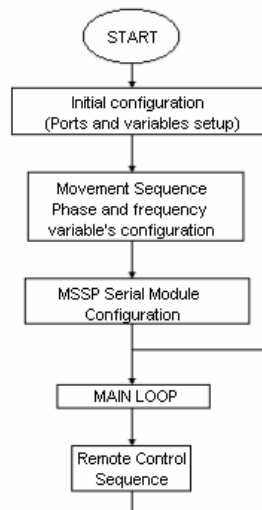 START
Initial configuration
(Ports and variables setup)
Movement Sequence
Phase and frequency
variable's configuration
MSSP Serial Module
Configuration
MAIN LOOP
Remote Control
Sequence